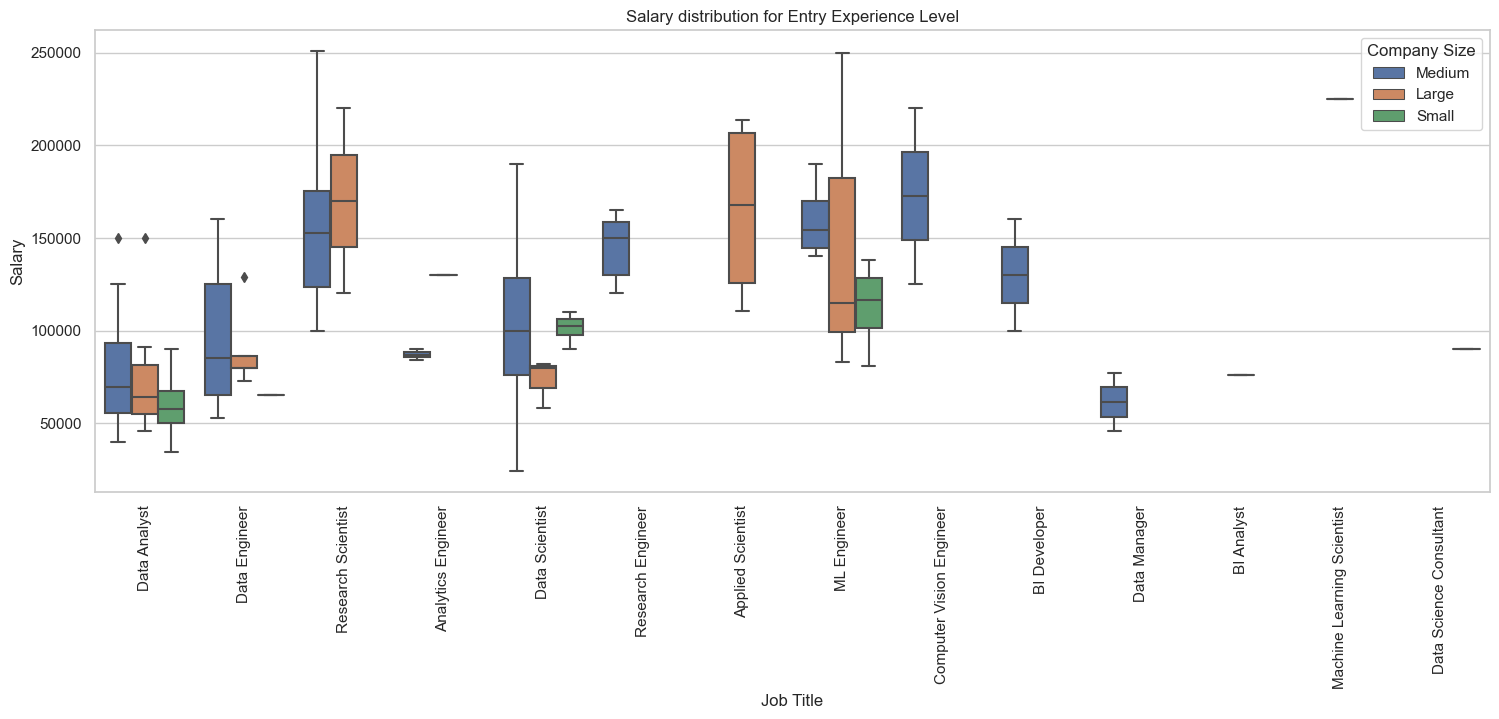 Salary distribution for Entry Experience Level
Salary
250000
200000
150000
100000
50000
Company Size
Medium
Large
Small
Data Analyst
Data Engineer
Research Scientist
Analytics Engineer
Data Scientist
Research Engineer
Applied Scientist
ML Engineer
Computer Vision Engineer
BI Developer
Data Manager
BI Analyst
Machine Learning Scientist
Data Science Consultant
Job Title